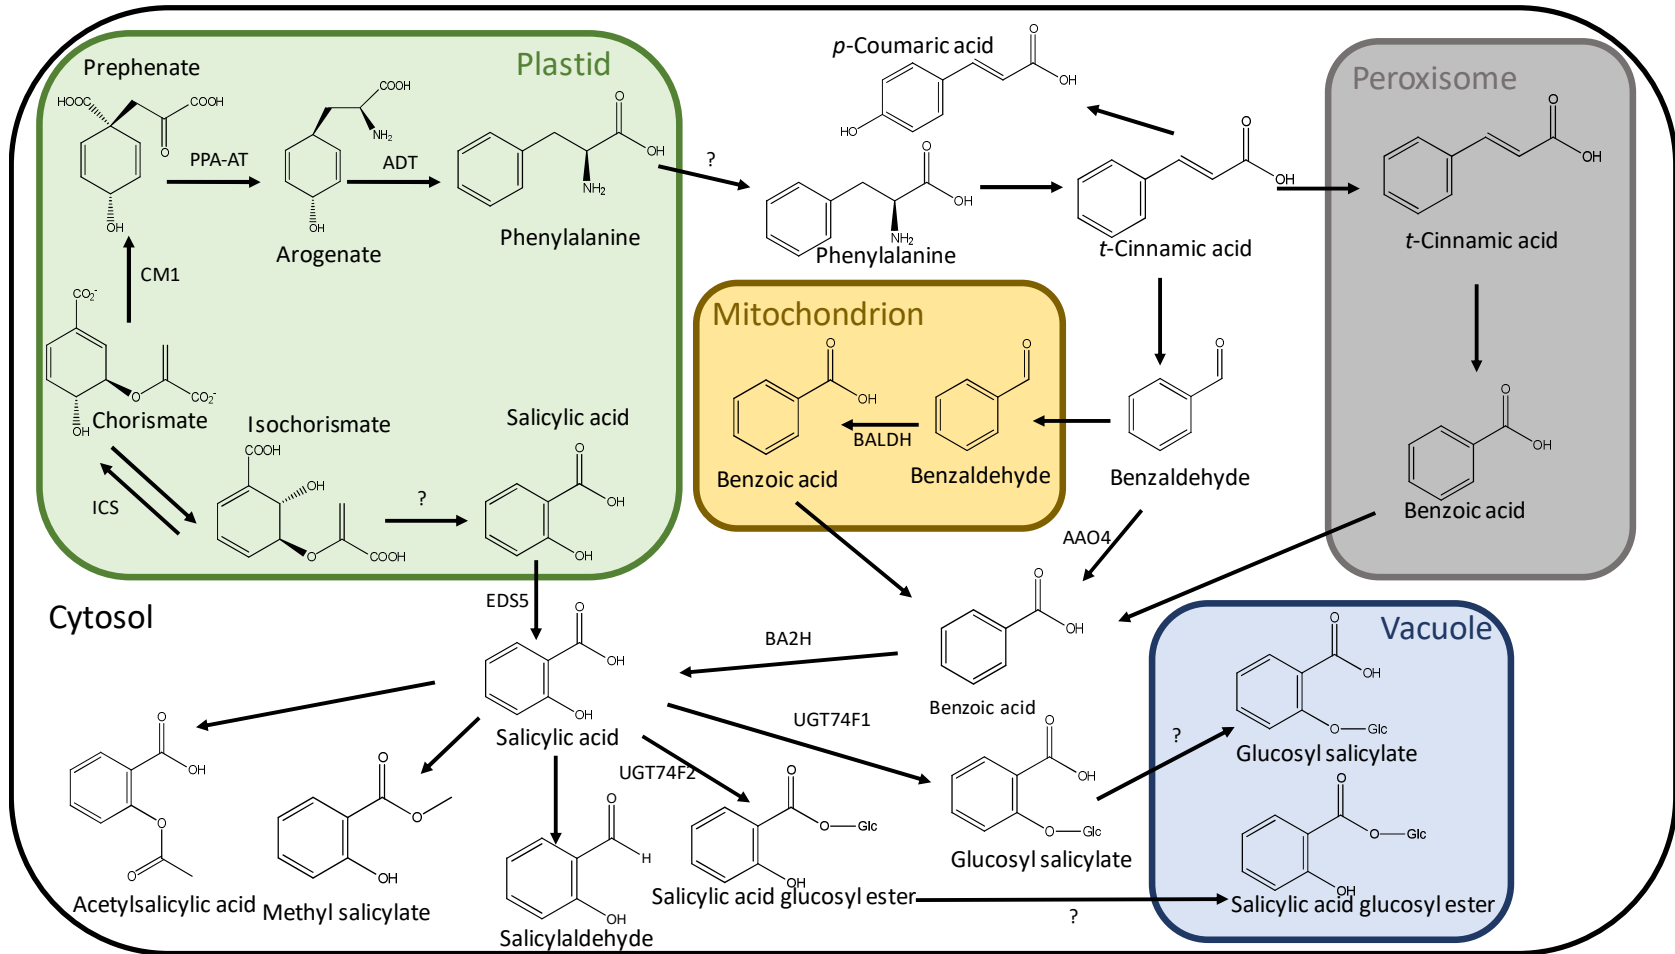 Plastid
Prephenate
HOOC
COOH
O
OH
PPA-AT
COOH
NH₂
OH
Arogenate
ADT
O
OH
NH₂
Phenylalanine
?
CM1
CO₂⁻
O
CO₂⁻
OH
Chorismate
ICS
Isochorismate
COOH
OH
O
COOH
?
Salicylic acid
O
OH
OH
p-Coumaric acid
O
OH
HO
O
OH
NH₂
Phenylalanine
O
OH
t-Cinnamic acid
Peroxisome
O
OH
t-Cinnamic acid
O
OH
Benzoic acid
Mitochondrion
O
OH
Benzoic acid
BALDH
O
Benzaldehyde
O
Benzaldehyde
AAO4
Cytosol
EDS5
O
OH
OH
Salicylic acid
BA2H
O
OH
Benzoic acid
O
OH
O
O
Acetylsalicylic acid
O
O
OH
Methyl salicylate
O
H
OH
Salicylaldehyde
UGT74F2
O
O
Glc
OH
Salicylic acid glucosyl ester
UGT74F1
O
OH
O
Glc
Glucosyl salicylate
?
?
Vacuole
O
OH
O
Glc
Glucosyl salicylate
O
O
Glc
OH
Salicylic acid glucosyl ester